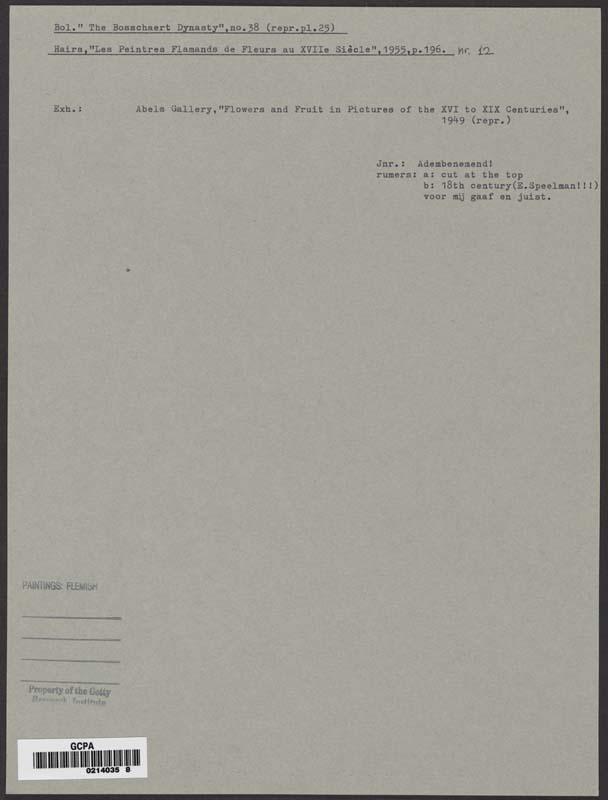 Bol." The Bosschaert Dynasty",no.38 (repr.pl.25)
Hairs,"Les Peintres Flamands de Fleurs au XVIIe Siècle",1955,p.196. nr. 12
Exh.: Abels Gallery,"Flowers and Fruit in Pictures of the XVI to XIX Centuries",
1949 (repr.)
Jnr.: Adembenemend!
rumers: a: cut at the top
b: 18th century(E.Speelman!!!)
voor mij gaaf en juist.
PAINTINGS: FLEMISH
Property of the Getty
Research Institute
GCPA
0214035 8